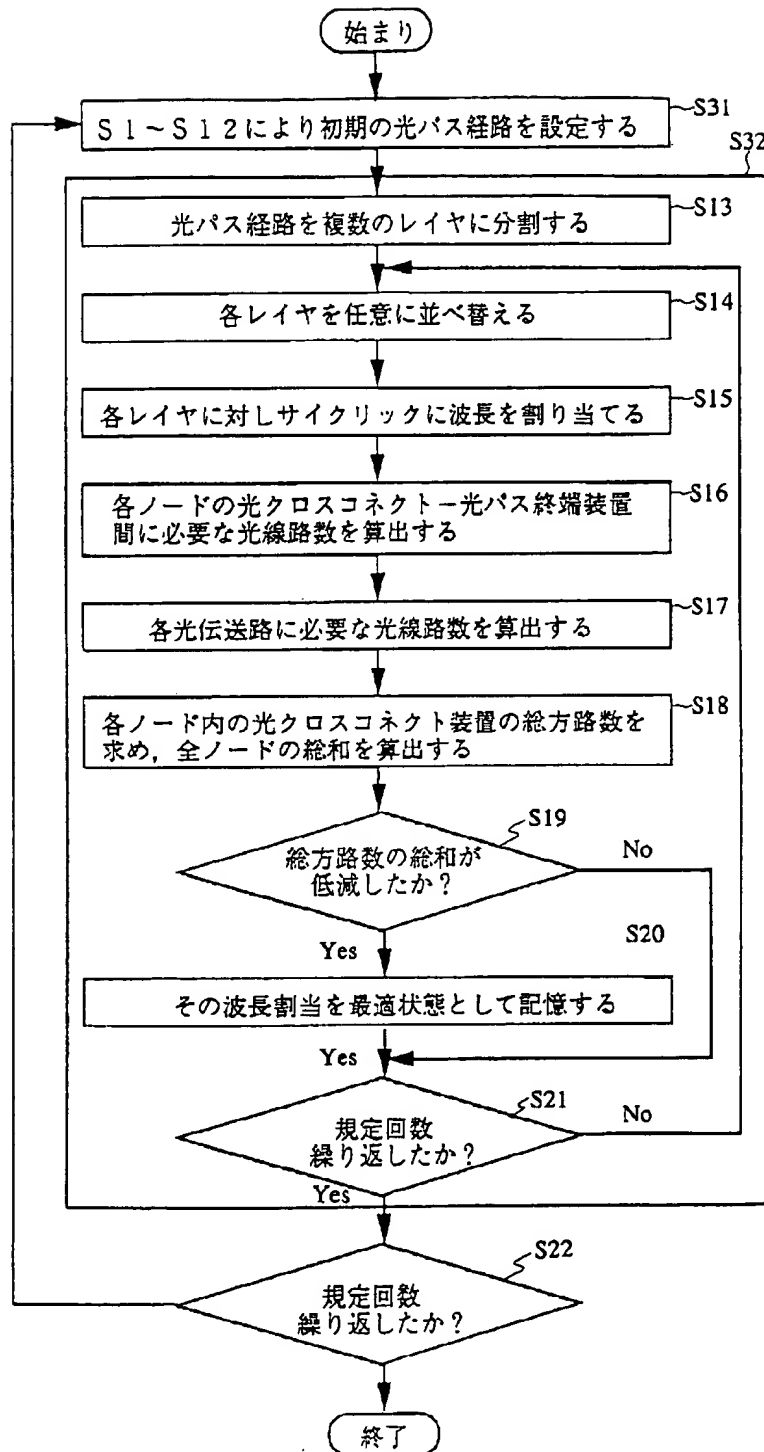 始まり
S1～S12により初期の光パス経路を設定する
S31
S32
光パス経路を複数のレイヤに分割する
S13
各レイヤを任意に並べ替える
S14
各レイヤに対しサイクリックに波長を割り当てる
S15
各ノードの光クロスコネクトー光パス終端装置
間に必要な光線路数を算出する
S16
各光伝送路に必要な光線路数を算出する
S17
各ノード内の光クロスコネクト装置の総方路数を
求め，全ノードの総和を算出する
S18
S19
総方路数の総和が
低減したか？
No
Yes
S20
その波長割当を最適状態として記憶する
Yes
S21
規定回数
繰り返したか？
No
Yes
S22
規定回数
繰り返したか？
終了